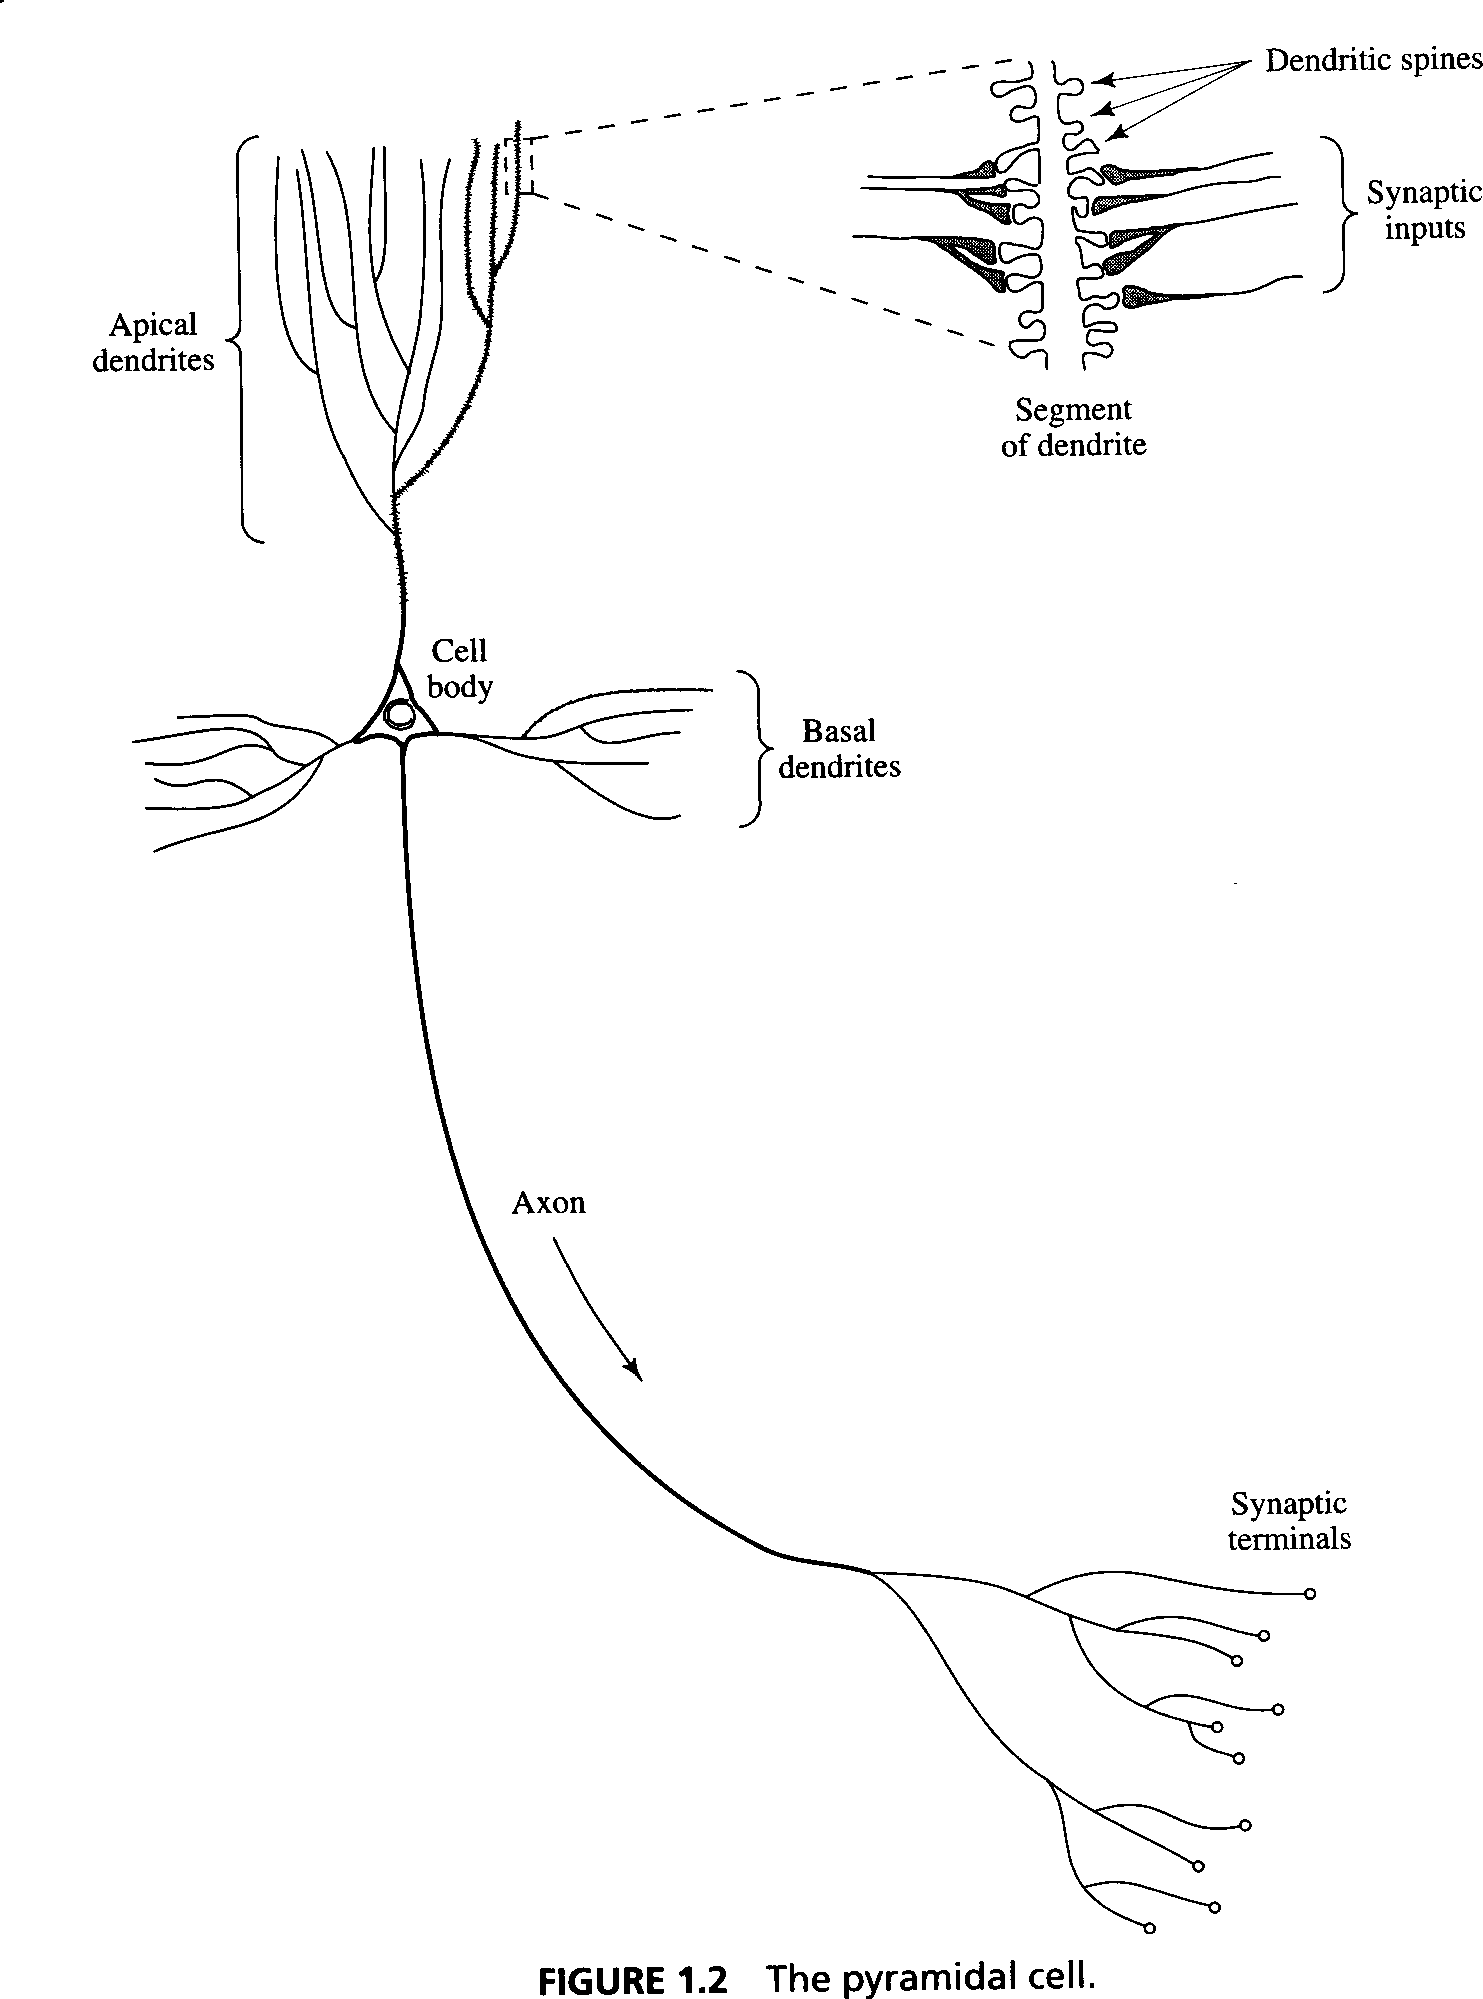 Dendritic spines
Synaptic
inputs
Apical
dendrites
Segment
of dendrite
Cell
body
Basal
dendrites
Axon
Synaptic
terminals
FIGURE 1.2 The pyramidal cell.